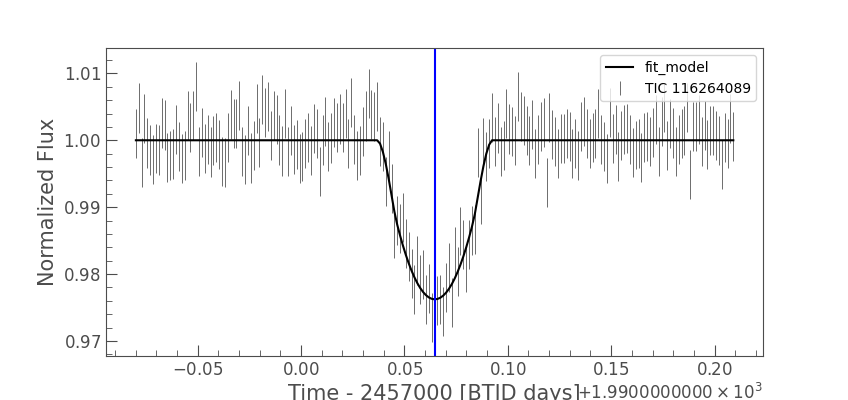 fit_model
TIC 116264089
1.01
1.00
0.99
0.98
0.97
Normalized Flux
−0.05 0.00 0.05 0.10 0.15 0.20
Time - 2457000 [BTJD days]
+1.9900000000 × 10³